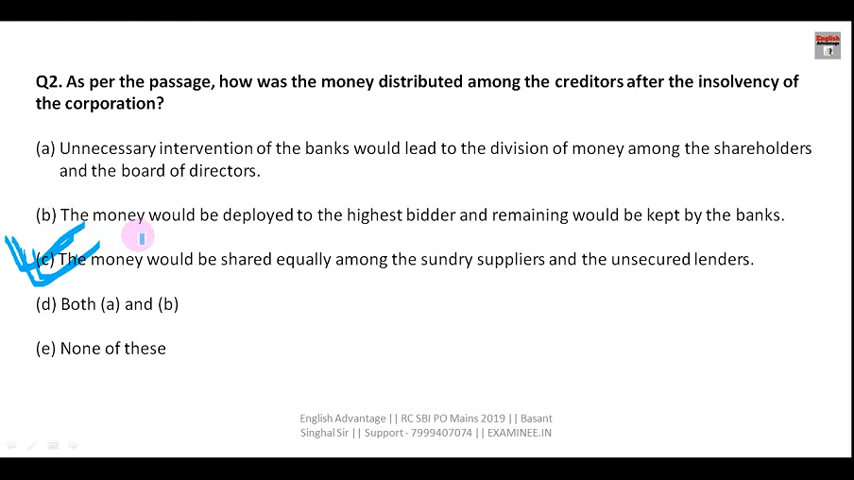 English
Advantage
Q2. As per the passage, how was the money distributed among the creditors after the insolvency of
the corporation?
(a) Unnecessary intervention of the banks would lead to the division of money among the shareholders
and the board of directors.
(b) The money would be deployed to the highest bidder and remaining would be kept by the banks.
(c) The money would be shared equally among the sundry suppliers and the unsecured lenders.
(d) Both (a) and (b)
(e) None of these
English Advantage || RC SBI PO Mains 2019 || Basant
Singhal Sir || Support - 7999407074 || EXAMINEE.IN